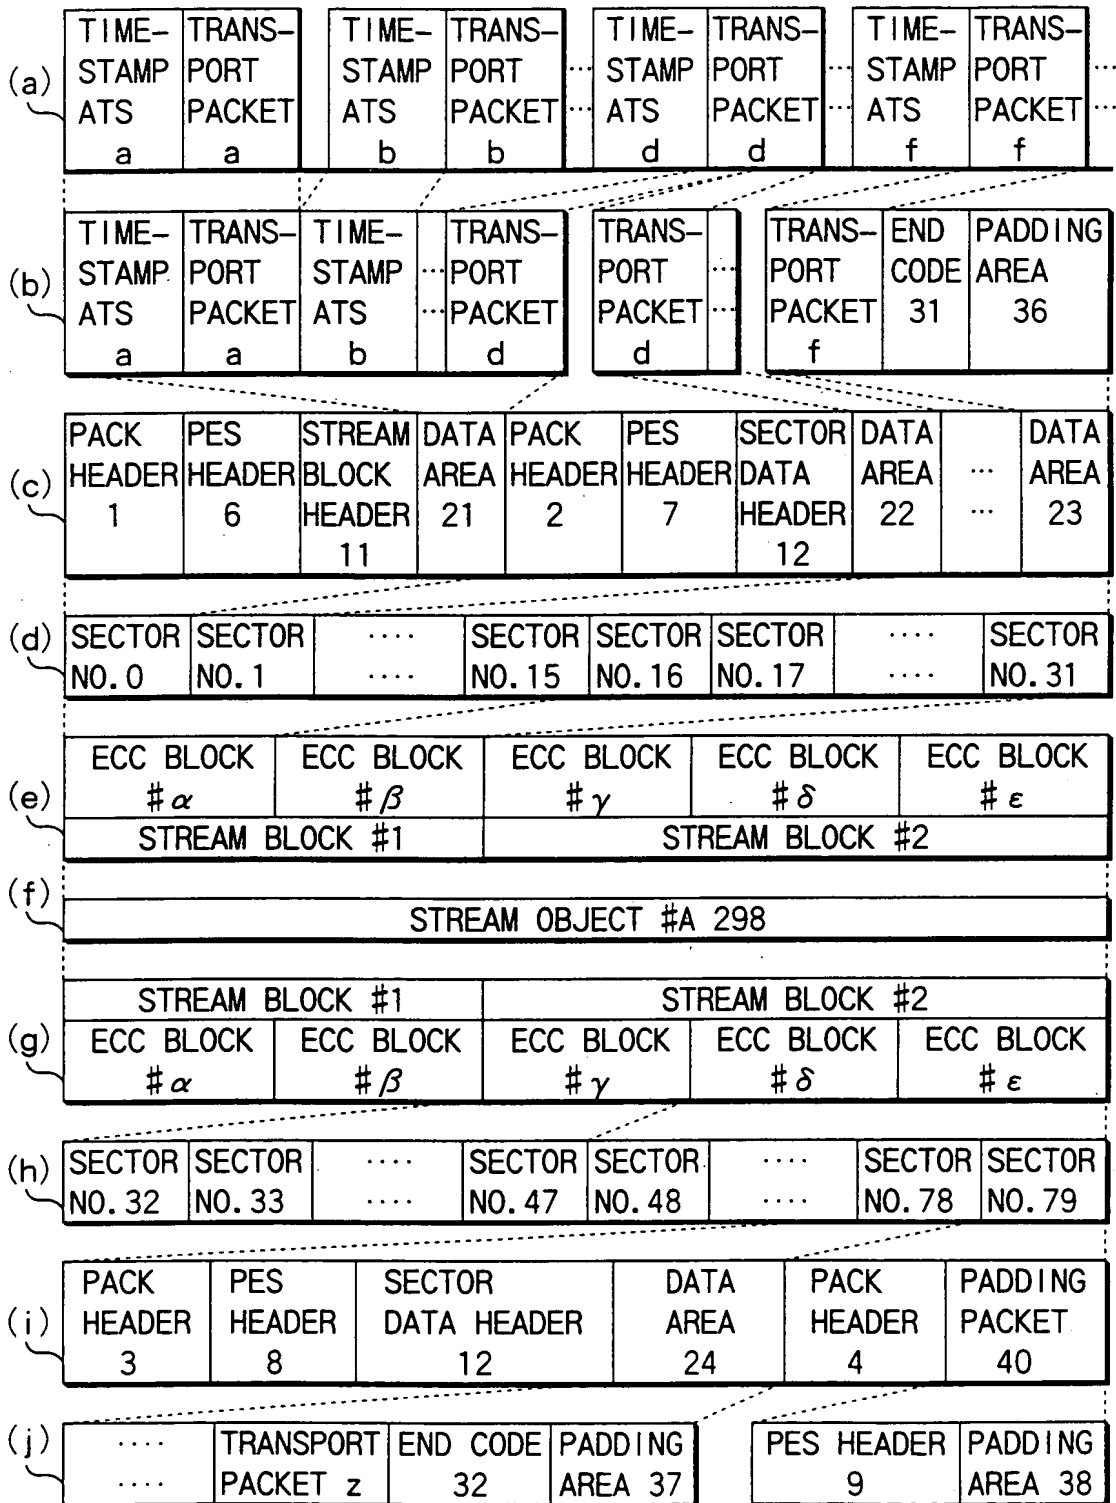 (a)
TIME- TRANS- TIME- TRANS- TIME- TRANS- TIME- TRANS-
STAMP PORT STAMP PORT ... STAMP PORT ... STAMP PORT ...
ATS PACKET ATS PACKET ... ATS PACKET ... ATS PACKET ...
a a b b d d f f
(b)
TIME- TRANS- TIME- TRANS- TRANS- TRANS- END PADDING
STAMP PORT STAMP ... PORT PORT ... PORT CODE AREA
ATS PACKET ATS ... PACKET PACKET ... PACKET 31 36
a a b d d f
(c)
PACK PES STREAM DATA PACK PES SECTOR DATA DATA
HEADER HEADER BLOCK AREA HEADER HEADER DATA AREA ... AREA
1 6 HEADER 21 2 7 HEADER 22 ... 23
11 12
(d)
SECTOR SECTOR .... SECTOR SECTOR SECTOR .... SECTOR
NO.0 NO.1 .... NO.15 NO.16 NO.17 .... NO.31
(e)
ECC BLOCK ECC BLOCK ECC BLOCK ECC BLOCK ECC BLOCK
#α #β #γ #δ #ε
STREAM BLOCK #1 STREAM BLOCK #2
(f)
STREAM OBJECT #A 298
(g)
STREAM BLOCK #1 STREAM BLOCK #2
ECC BLOCK ECC BLOCK ECC BLOCK ECC BLOCK ECC BLOCK
#α #β #γ #δ #ε
(h)
SECTOR SECTOR .... SECTOR SECTOR .... SECTOR SECTOR
NO.32 NO.33 .... NO.47 NO.48 .... NO.78 NO.79
(i)
PACK PES SECTOR DATA PACK PADDING
HEADER HEADER DATA HEADER AREA HEADER PACKET
3 8 12 24 4 40
(j)
.... TRANSPORT END CODE PADDING PES HEADER PADDING
.... PACKET z 32 AREA 37 9 AREA 38